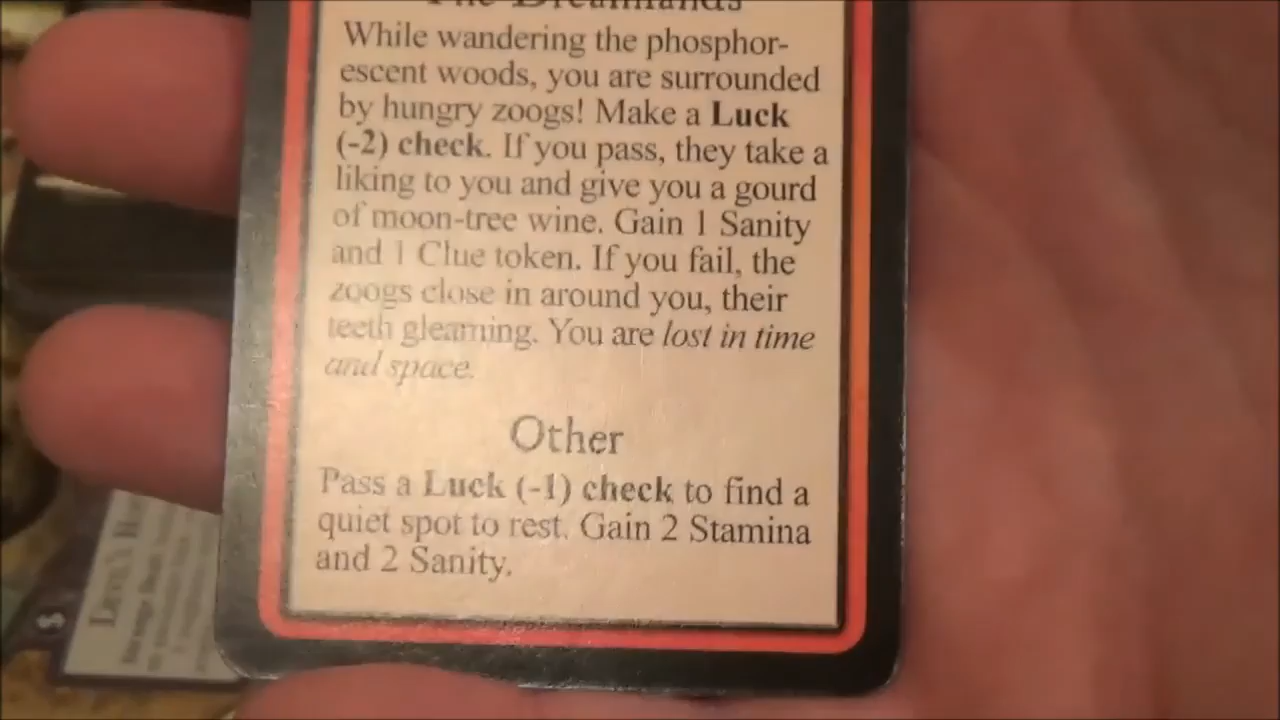 The Dreamlands
While wandering the phosphor-
escent woods, you are surrounded
by hungry zoogs! Make a Luck
(-2) check. If you pass, they take a
liking to you and give you a gourd
of moon-tree wine. Gain 1 Sanity
and 1 Clue token. If you fail, the
zoogs close in around you, their
teeth gleaming. You are lost in time
and space.
Other
Pass a Luck (-1) check to find a
quiet spot to rest. Gain 2 Stamina
and 2 Sanity.
$